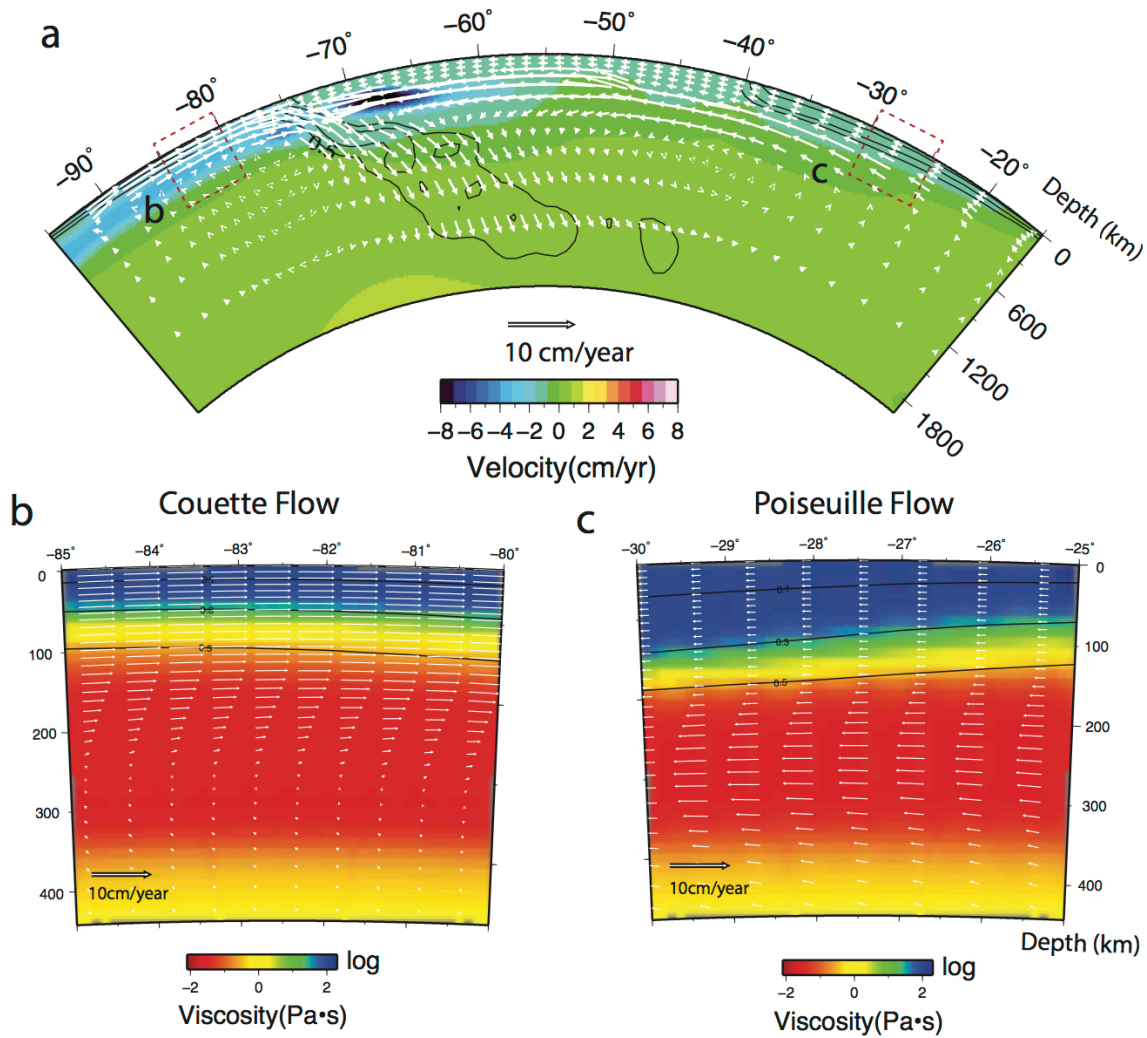 a
−90° −80° −70° −60° −50° −40° −30° −20°
Depth (km)
0
600
1200
1800
b
c
10 cm/year
−8 −6 −4 −2 0 2 4 6 8
Velocity(cm/yr)
b
Couette Flow
−85 −84 −83 −82 −81 −80
0
100
200
300
400
0.5
10cm/year
log
−2 0 2
Viscosity(Pa•s)
c
Poiseuille Flow
−30 −29 −28 −27 −26 −25
0
100
200
300
400
0.1
0.3
0.5
10cm/year
Depth (km)
log
−2 0 2
Viscosity(Pa•s)